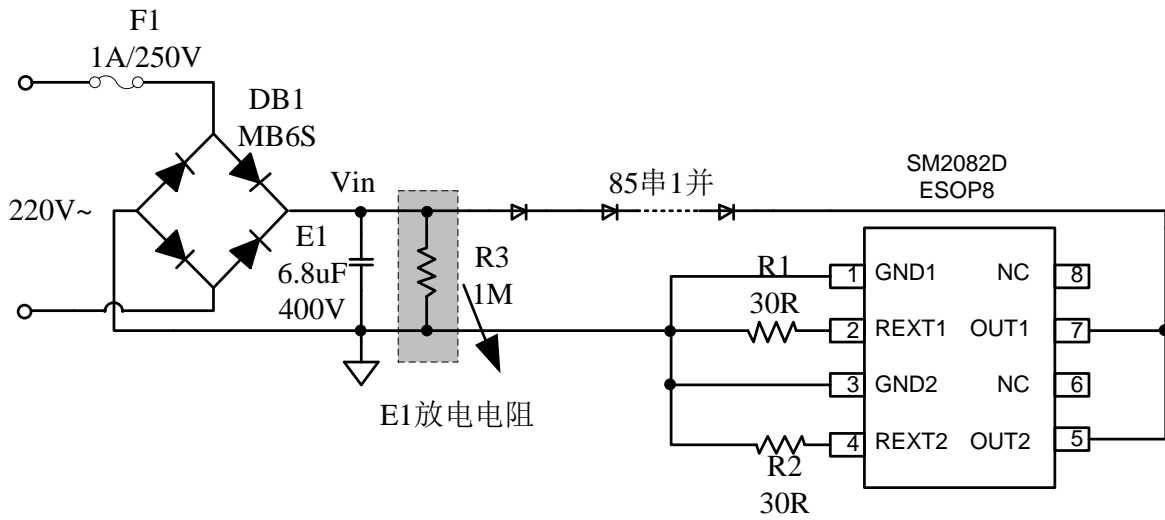 F1
1A/250V
DB1
MB6S
SM2082D
ESOP8
Vin
85串1并
220V~
E1
6.8uF
400V
R3
1M
R1
30R
1 GND1 NC 8
2 REXT1 OUT1 7
3 GND2 NC 6
4 REXT2 OUT2 5
E1放电电阻
R2
30R